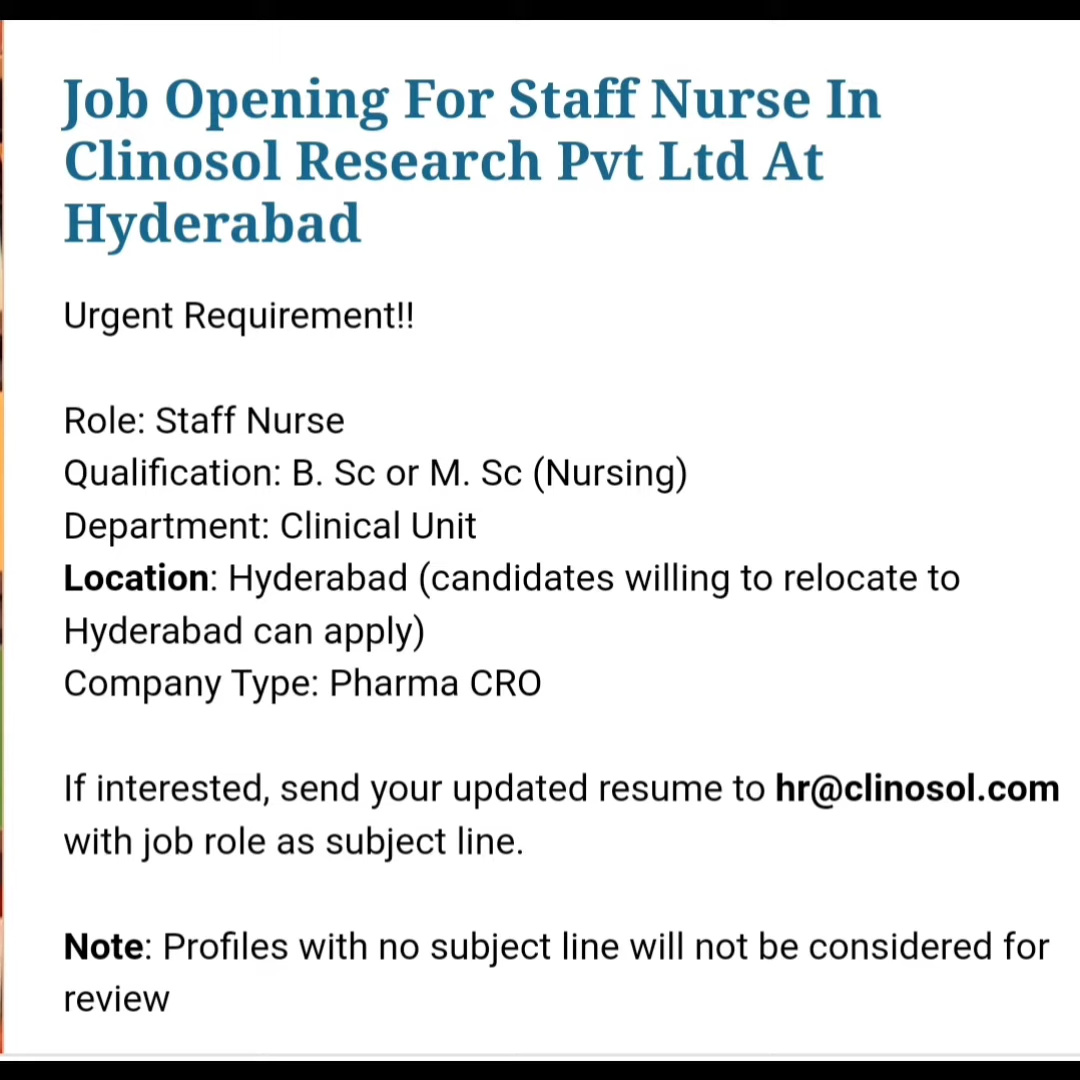 Job Opening For Staff Nurse In
Clinosol Research Pvt Ltd At
Hyderabad
Urgent Requirement!!
Role: Staff Nurse
Qualification: B. Sc or M. Sc (Nursing)
Department: Clinical Unit
Location: Hyderabad (candidates willing to relocate to
Hyderabad can apply)
Company Type: Pharma CRO
If interested, send your updated resume to hr@clinosol.com
with job role as subject line.
Note: Profiles with no subject line will not be considered for
review